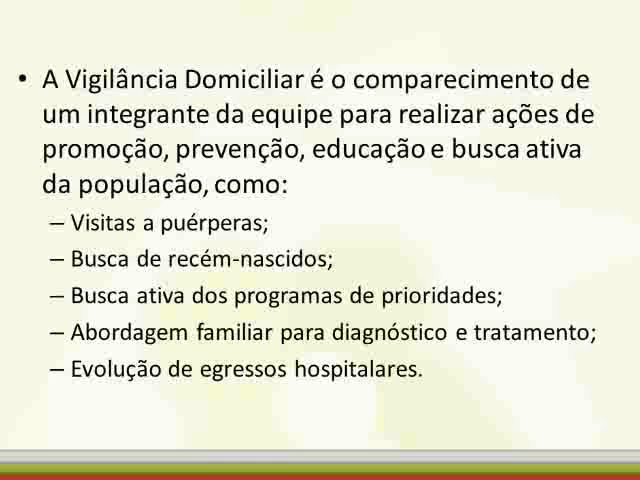 • A Vigilância Domiciliar é o comparecimento de
um integrante da equipe para realizar ações de
promoção, prevenção, educação e busca ativa
da população, como:
– Visitas a puérperas;
– Busca de recém-nascidos;
– Busca ativa dos programas de prioridades;
– Abordagem familiar para diagnóstico e tratamento;
– Evolução de egressos hospitalares.